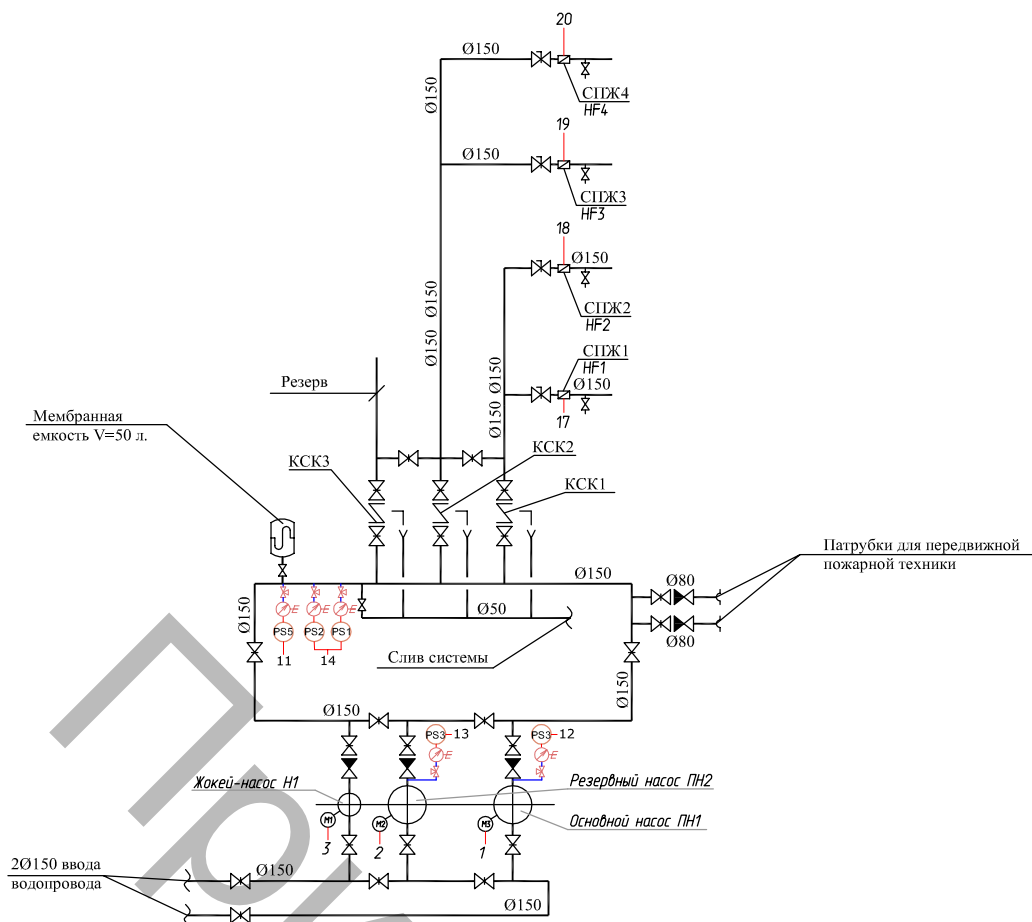 20
Ø150
Ø150
СПЖ4
HF4
19
Ø150
СПЖ3
HF3
18
Ø150
Ø150
СПЖ2
HF2
Ø150
СПЖ1
HF1
Ø150
Ø150
17
Ø150
Резерв
Мембранная
емкость V=50 л.
КСК3
КСК2
КСК1
Патрубки для передвижной
пожарной техники
Ø150
Ø80
Ø150
Ø50
PS5
PS2
PS1
11
14
Слив системы
Ø80
Ø150
Ø150
PS3
13
PS3
12
Жокей-насос Н1
Резервный насос ПН2
M1
M2
M3
Основной насос ПН1
3
2
1
2Ø150 ввода
водопровода
Ø150
Ø150
При